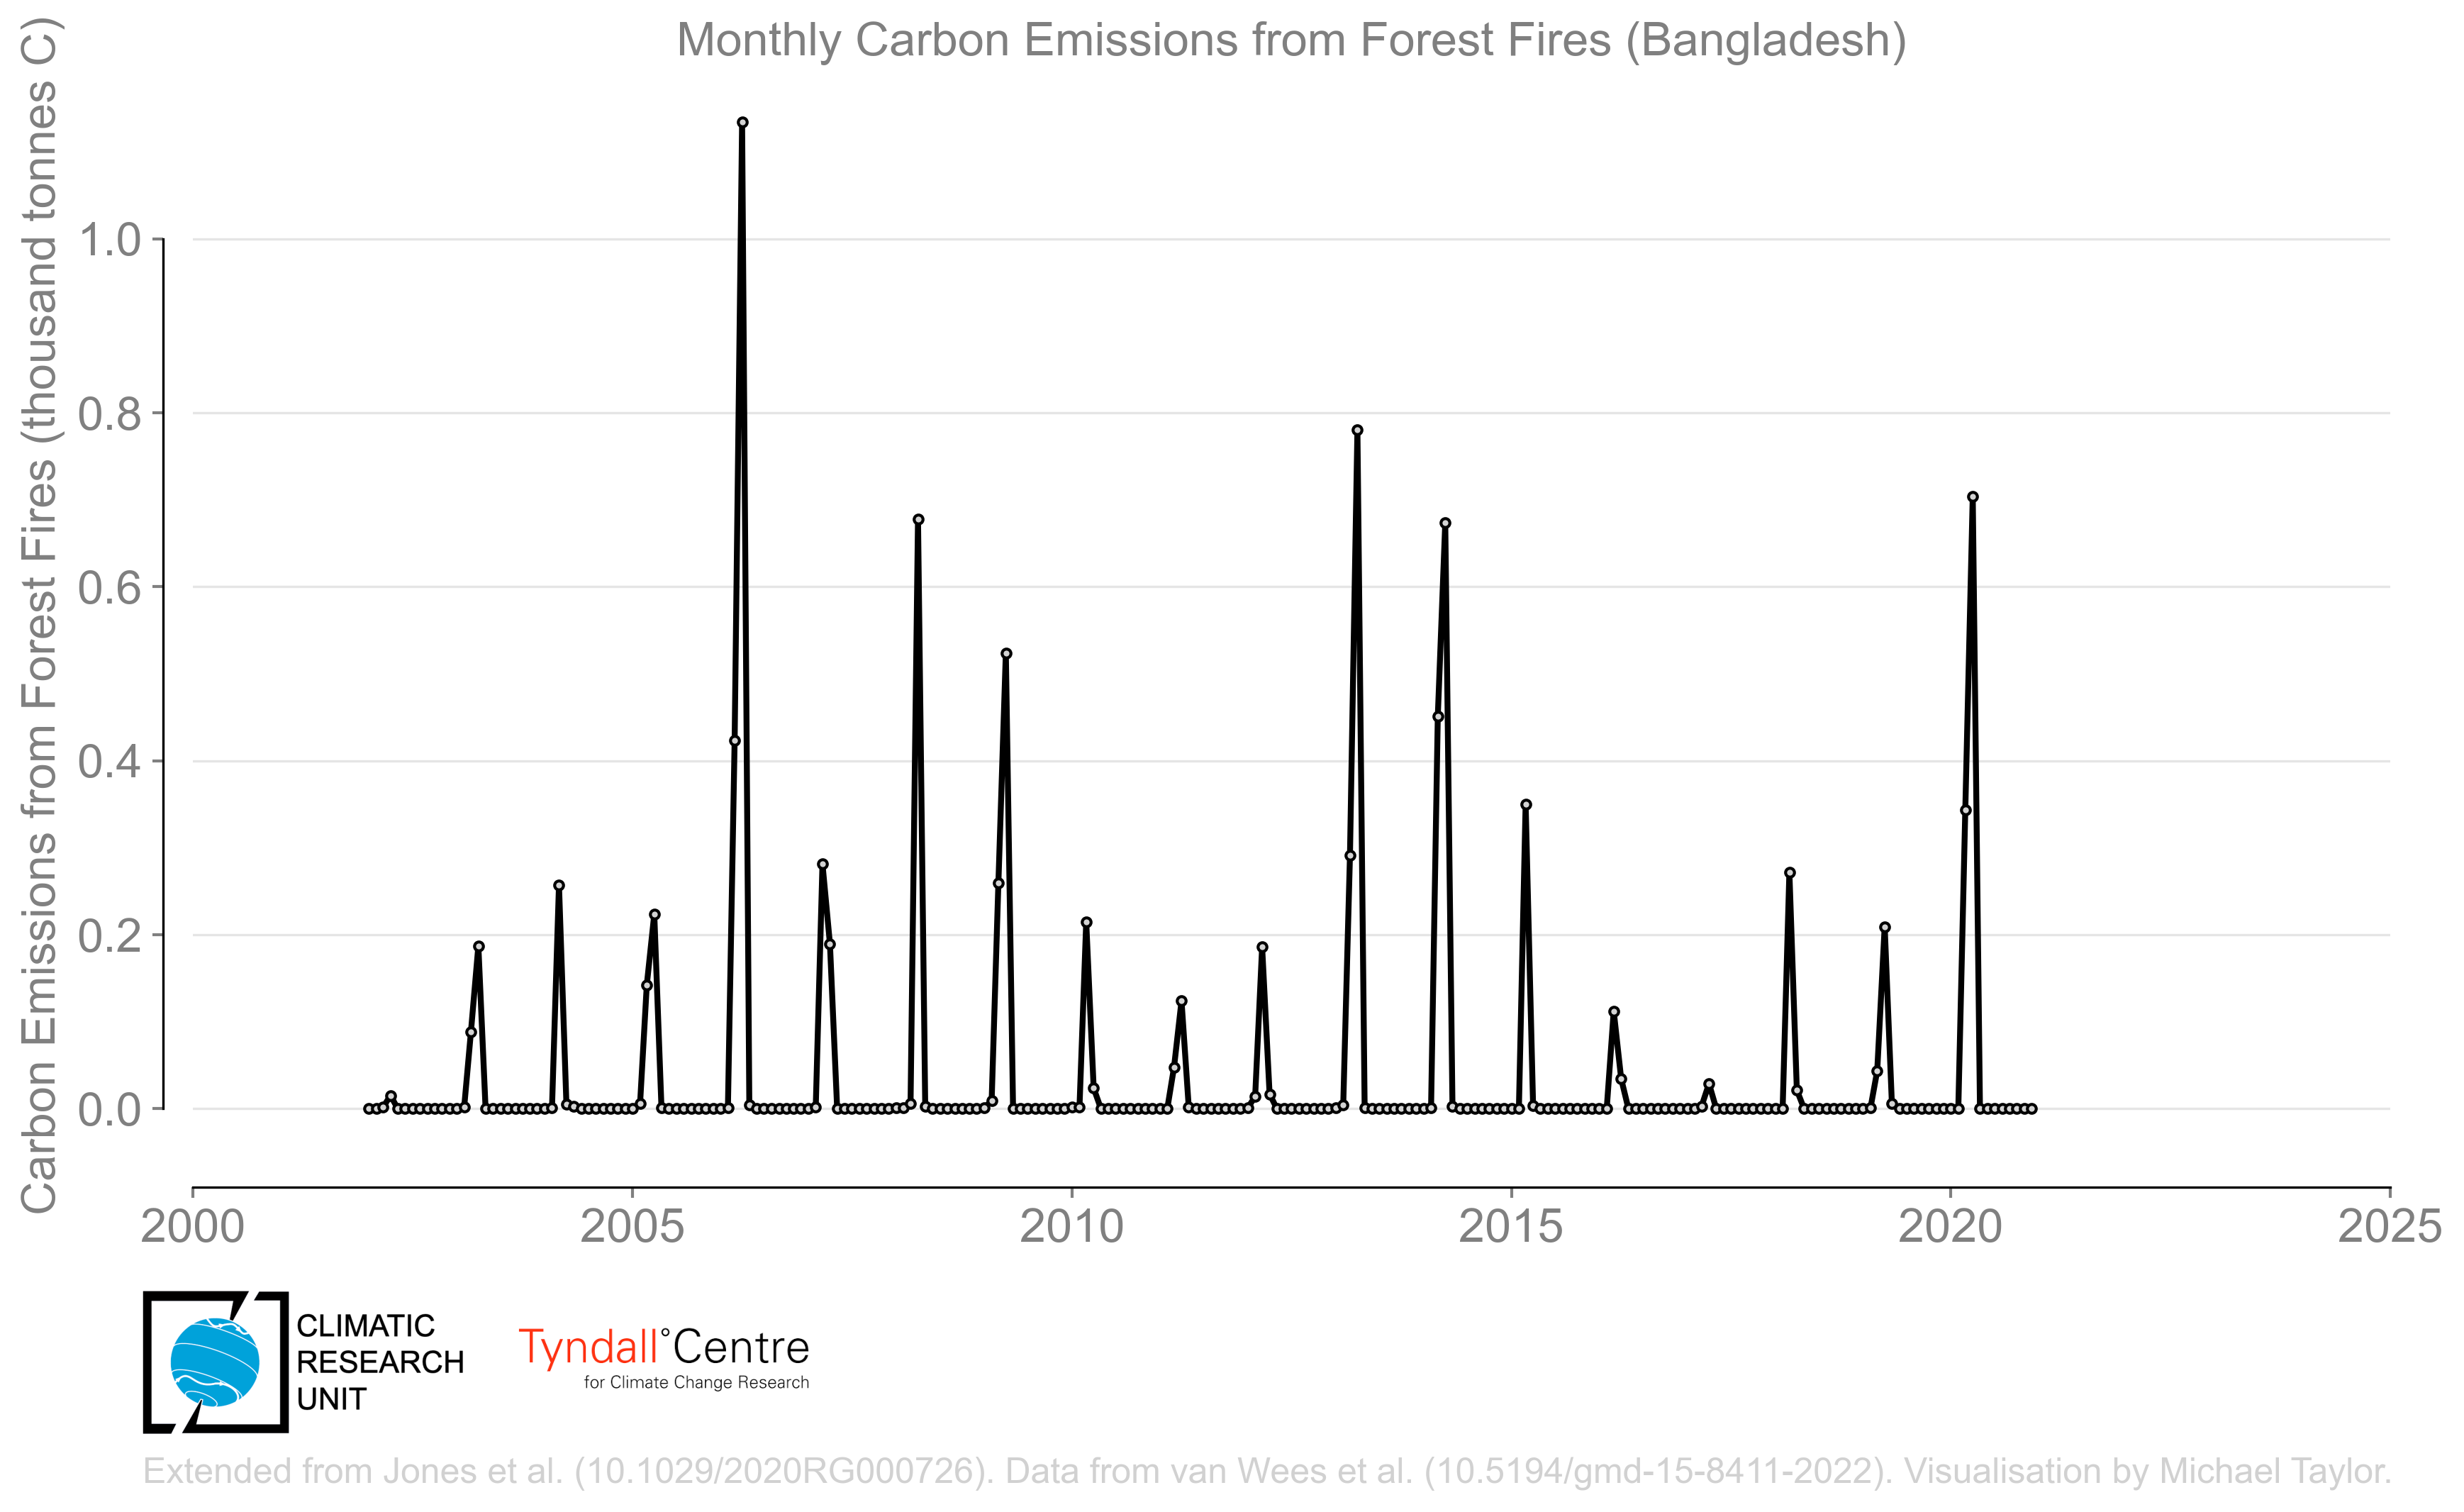 Monthly Carbon Emissions from Forest Fires (Bangladesh)
Carbon Emissions from Forest Fires (thousand tonnes C)
1.0
0.8
0.6
0.4
0.2
0.0
2000 2005 2010 2015 2020 2025
CLIMATIC
RESEARCH
UNIT
Tyndall°Centre
for Climate Change Research
Extended from Jones et al. (10.1029/2020RG000726). Data from van Wees et al. (10.5194/gmd-15-8411-2022). Visualisation by Michael Taylor.